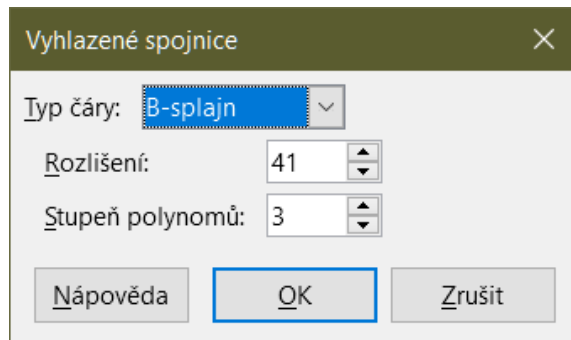 Vyhlazené spojnice
Typ čáry: B-splajn
Rozlišení: 41
Stupeň polynomů: 3
Nápověda OK Zrušit